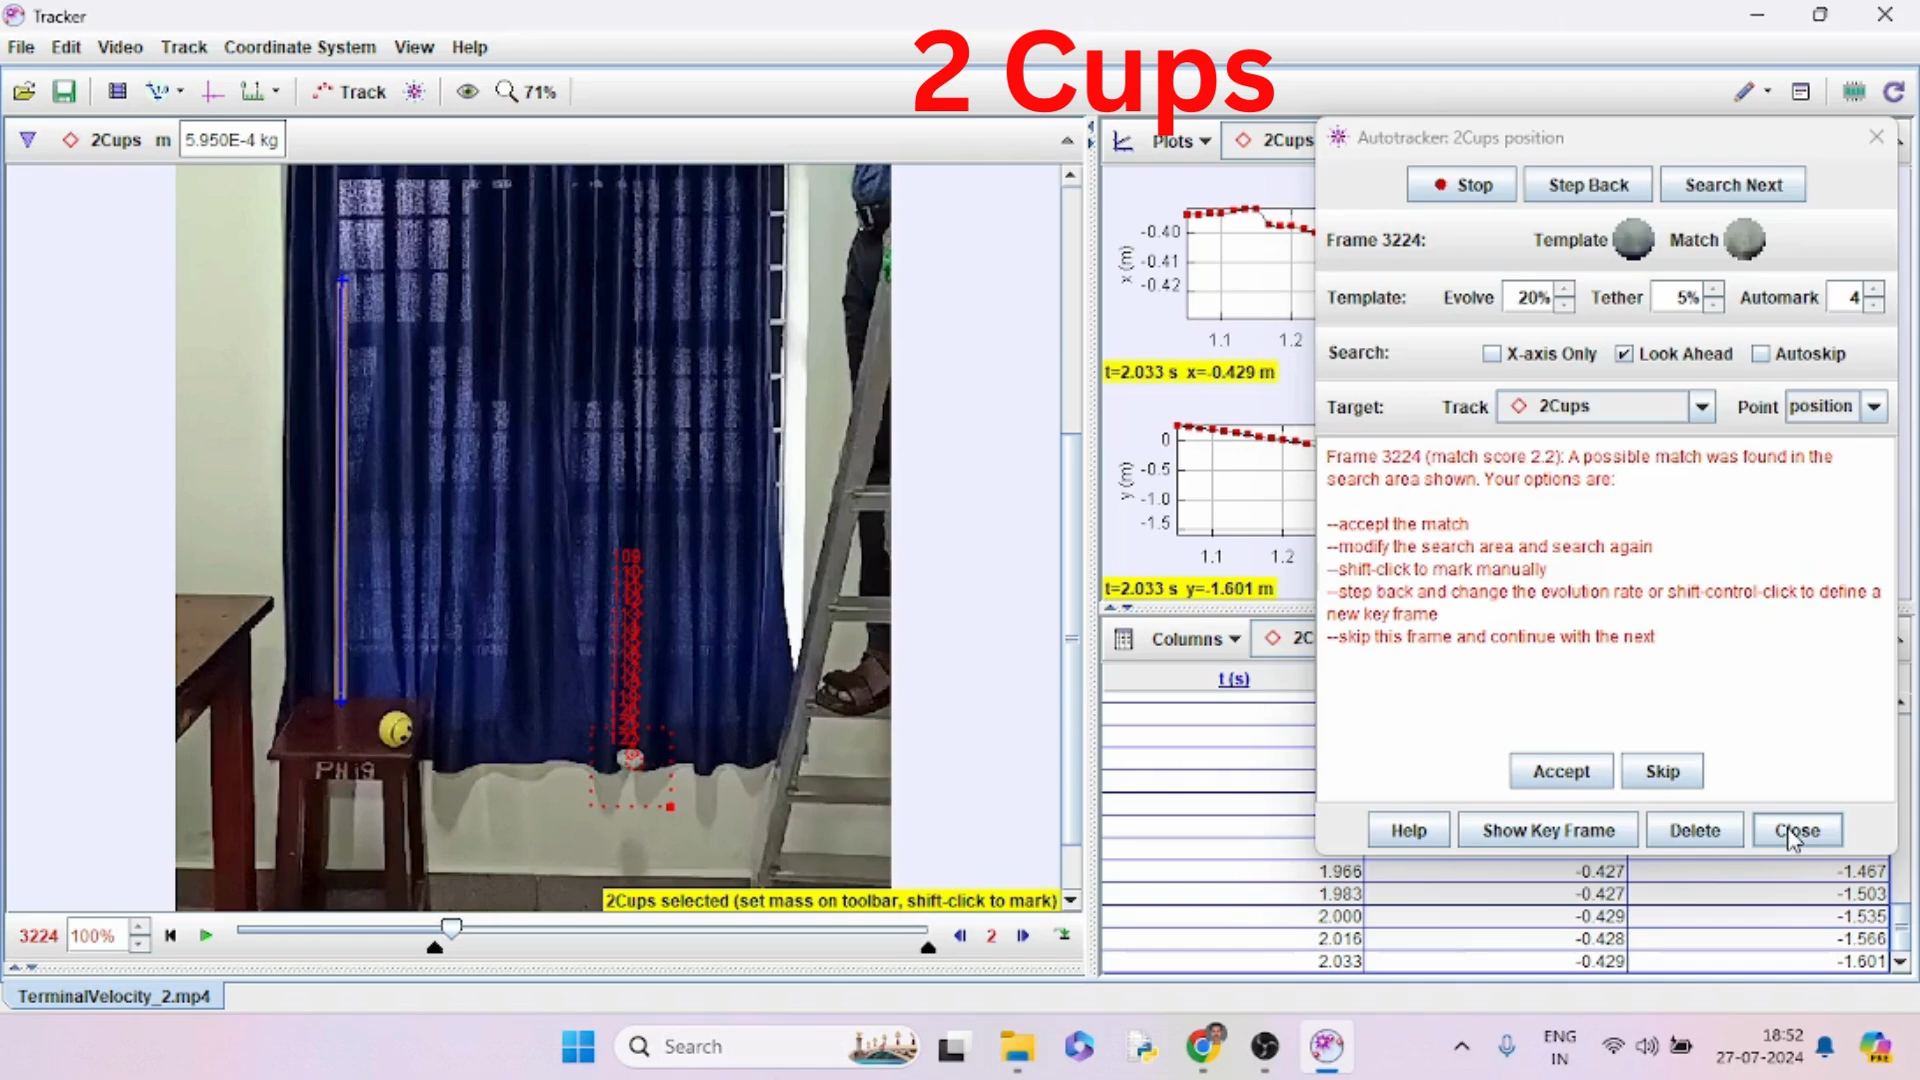 Tracker
2 Cups
File Edit Video Track Coordinate System View Help
Track 71%
2Cups m 5.950E-4 kg
Plots 2Cups
Autotracker: 2Cups position
Stop Step Back Search Next
Frame 3224: Template Match
Template: Evolve 20% Tether 5% Automark 4
Search: X-axis Only Look Ahead Autoskip
Target: Track 2Cups Point position
Frame 3224 (match score 2.2): A possible match was found in the
search area shown. Your options are:
--accept the match
--modify the search area and search again
--shift-click to mark manually
--step back and change the evolution rate or shift-control-click to define a
new key frame
--skip this frame and continue with the next
Accept Skip
Help Show Key Frame Delete Close
x (m)
-0.40
-0.41
-0.42
1.1 1.2
t=2.033 s x=-0.429 m
y (m)
0
-0.5
-1.0
-1.5
1.1 1.2
t=2.033 s y=-1.601 m
Columns 2C
t (s)
1.966 -0.427 -1.467
1.983 -0.427 -1.503
2.000 -0.429 -1.535
2.016 -0.428 -1.566
2.033 -0.429 -1.601
109
PH19
2Cups selected (set mass on toolbar, shift-click to mark)
3224 100% 2
TerminalVelocity_2.mp4
Search
ENG
IN
18:52
27-07-2024
PRE